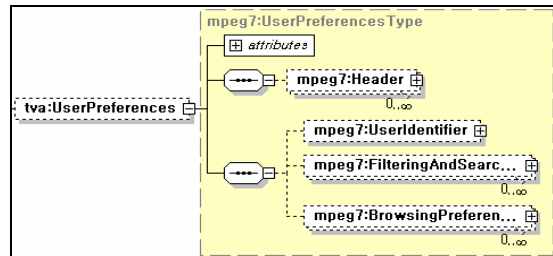 mpeg7:UserPreferencesType
attributes
mpeg7:Header
0..∞
tva:UserPreferences
mpeg7:UserIdentifier
mpeg7:FilteringAndSearc...
0..∞
mpeg7:BrowsingPreferen...
0..∞